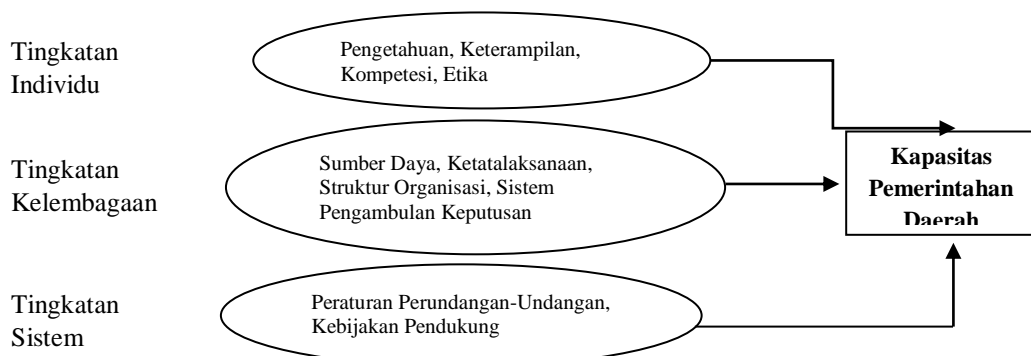 Tingkatan
Individu
Pengetahuan, Keterampilan,
Kompetesi, Etika
Tingkatan
Kelembagaan
Sumber Daya, Ketatalaksanaan,
Struktur Organisasi, Sistem
Pengambulan Keputusan
Kapasitas
Pemerintahan
Daerah
Tingkatan
Sistem
Peraturan Perundangan-Undangan,
Kebijakan Pendukung